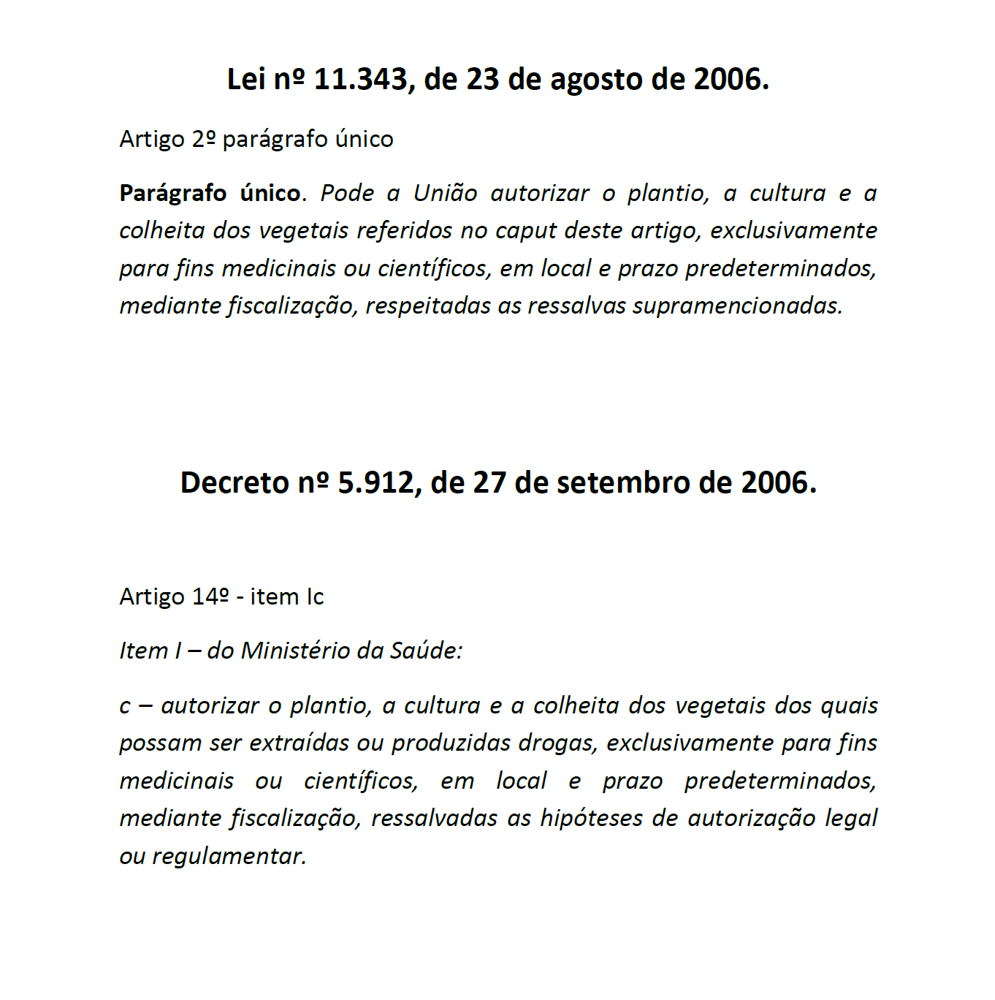 Lei nº 11.343, de 23 de agosto de 2006.
Artigo 2º parágrafo único
Parágrafo único. Pode a União autorizar o plantio, a cultura e a
colheita dos vegetais referidos no caput deste artigo, exclusivamente
para fins medicinais ou científicos, em local e prazo predeterminados,
mediante fiscalização, respeitadas as ressalvas supramencionadas.
Decreto nº 5.912, de 27 de setembro de 2006.
Artigo 14º - item Ic
Item I – do Ministério da Saúde:
c – autorizar o plantio, a cultura e a colheita dos vegetais dos quais
possam ser extraídas ou produzidas drogas, exclusivamente para fins
medicinais ou científicos, em local e prazo predeterminados,
mediante fiscalização, ressalvadas as hipóteses de autorização legal
ou regulamentar.